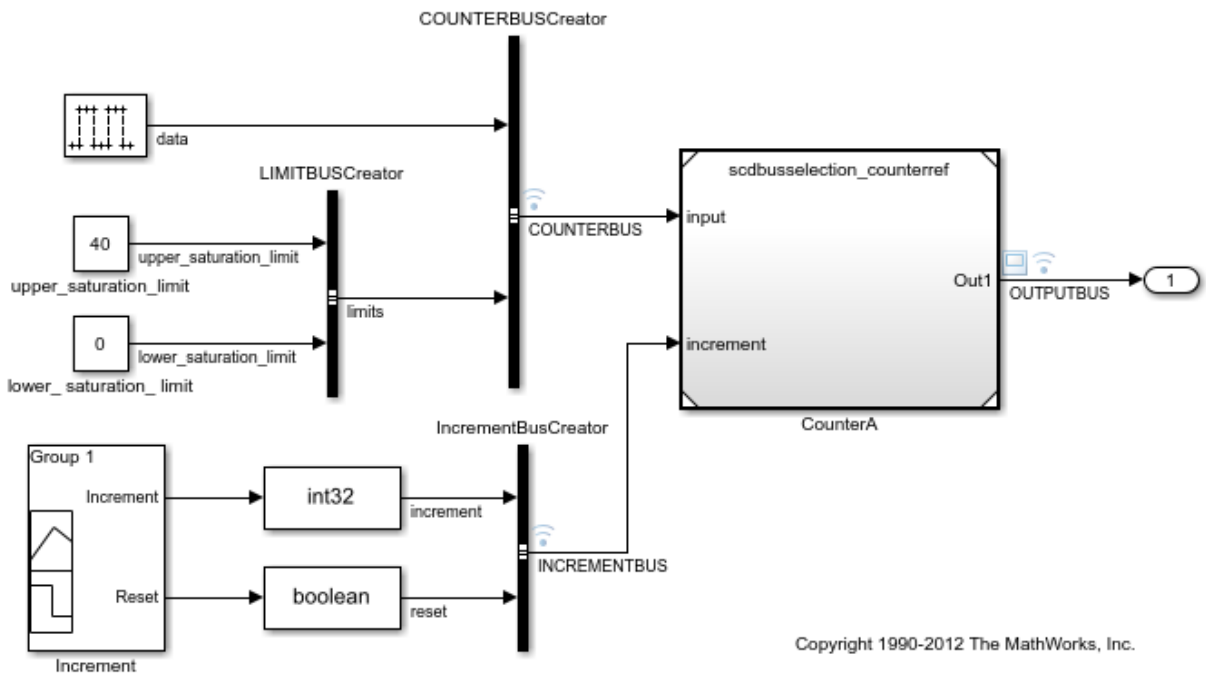 COUNTERBUSCreator
data
LIMITBUSCreator
scdbusselection_counterref
input
COUNTERBUS
40
upper_saturation_limit
upper_saturation_limit
limits
Out1
OUTPUTBUS
1
0
lower_saturation_limit
lower_ saturation_ limit
increment
CounterA
IncrementBusCreator
Group 1
Increment
int32
increment
INCREMENTBUS
Reset
boolean
reset
Increment
Copyright 1990-2012 The MathWorks, Inc.